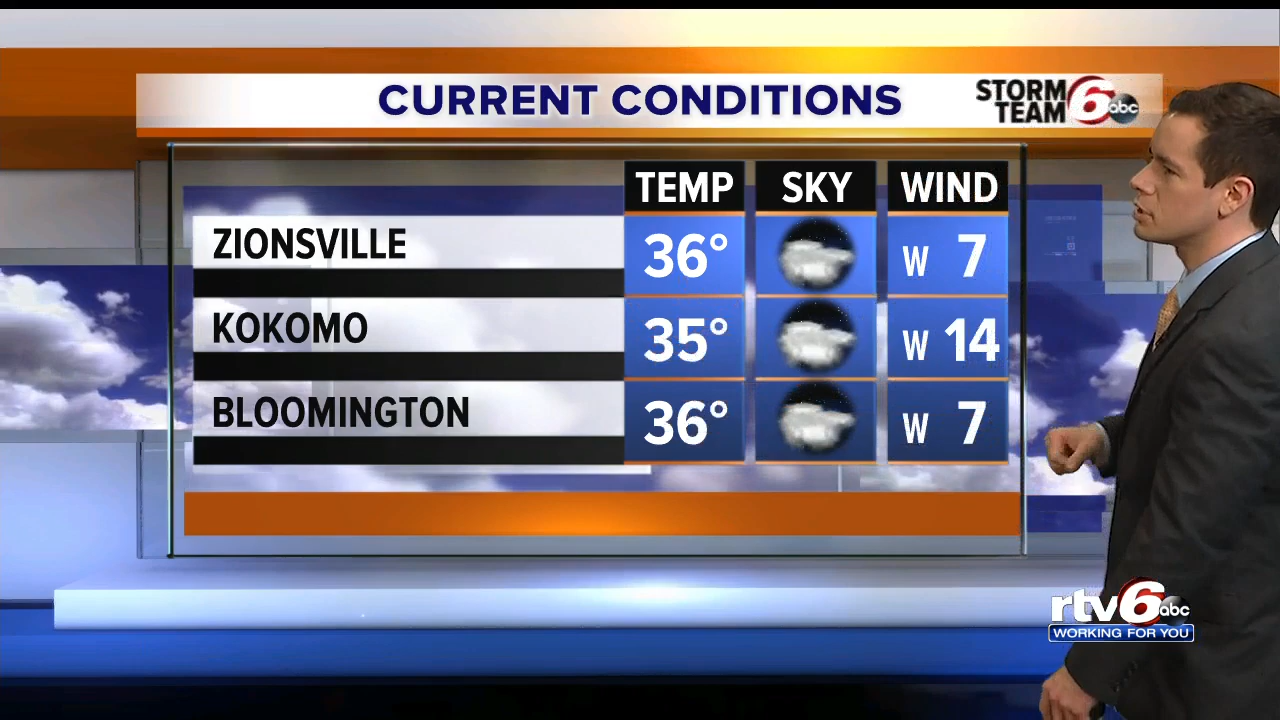 CURRENT CONDITIONS
STORM TEAM 6 abc
TEMP SKY WIND
ZIONSVILLE 36° W 7
KOKOMO 35° W 14
BLOOMINGTON 36° W 7
rtv6 abc
WORKING FOR YOU